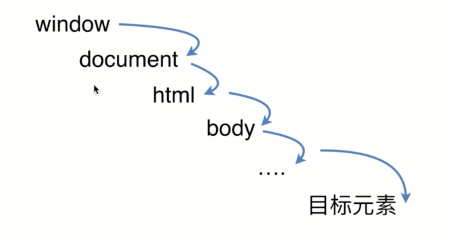 window
document
html
body
....
目标元素